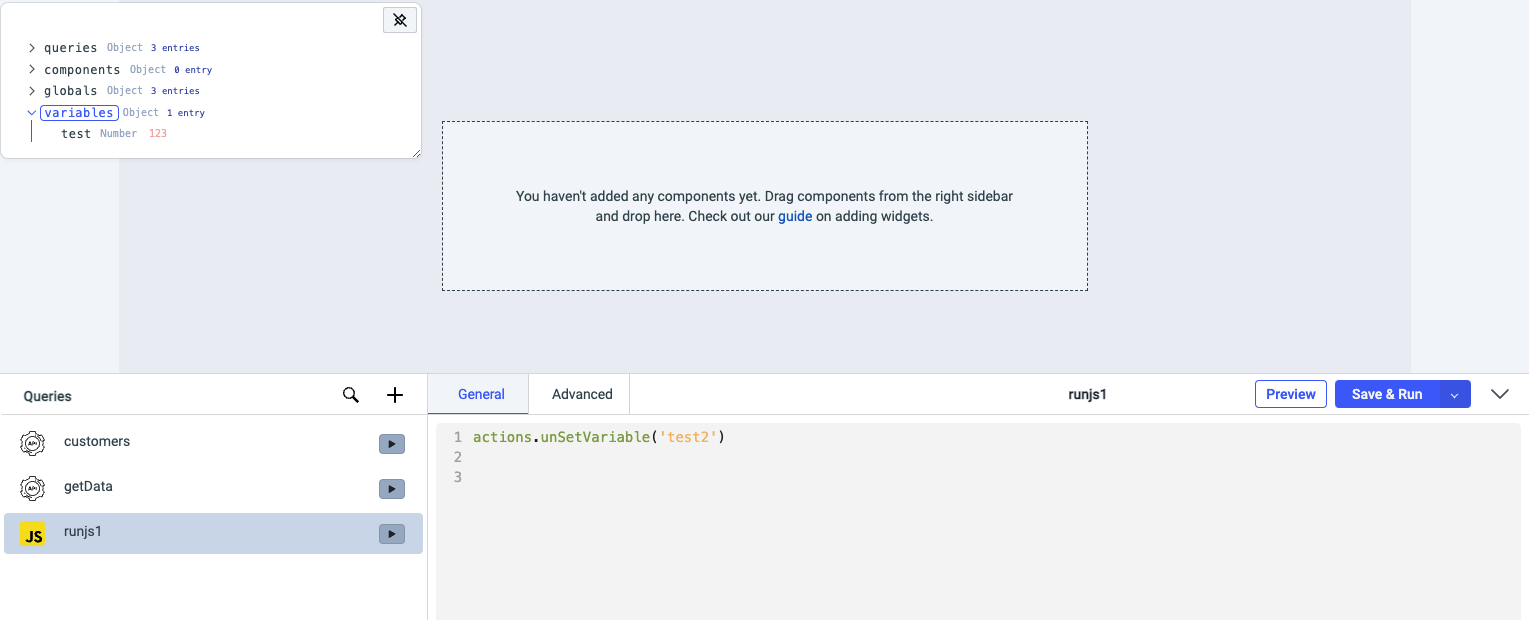 queries Object 3 entries
components Object 0 entry
globals Object 3 entries
variables Object 1 entry
test Number 123
You haven't added any components yet. Drag components from the right sidebar
and drop here. Check out our guide on adding widgets.
Queries
General
Advanced
runjs1
Preview
Save & Run
API customers
API getData
JS runjs1
1 actions.unSetVariable('test2')
2
3